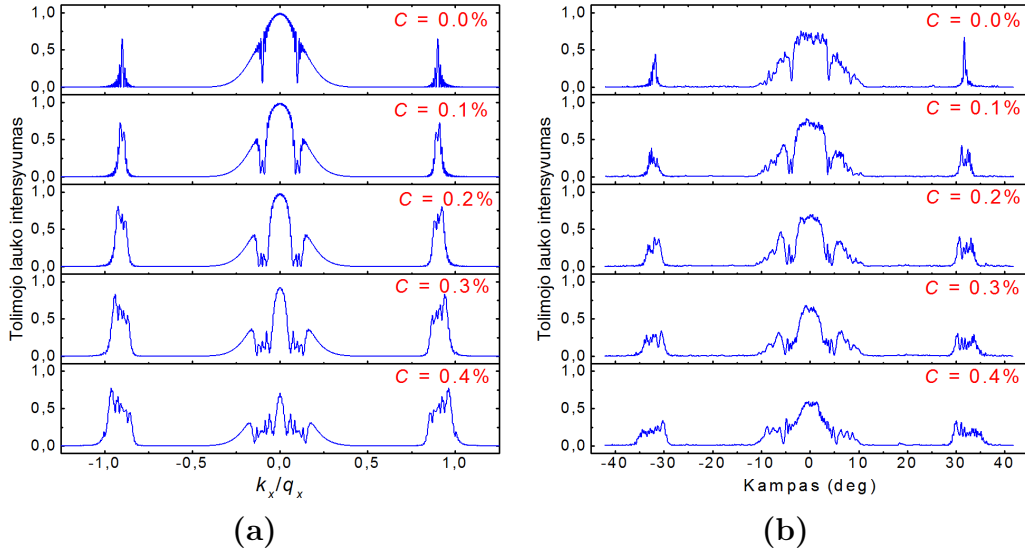 Tolimojo lauko intensyvumas
1,0
0,5
0,0
C = 0.0%
1,0
0,5
0,0
C = 0.1%
1,0
0,5
0,0
C = 0.2%
1,0
0,5
0,0
C = 0.3%
1,0
0,5
0,0
C = 0.4%
-1,0 -0,5 0,0 0,5 1,0
kx/qx
(a)
Tolimojo lauko intensyvumas
1,0
0,5
0,0
C = 0.0%
1,0
0,5
0,0
C = 0.1%
1,0
0,5
0,0
C = 0.2%
1,0
0,5
0,0
C = 0.3%
1,0
0,5
0,0
C = 0.4%
-40 -30 -20 -10 0 10 20 30 40
Kampas (deg)
(b)